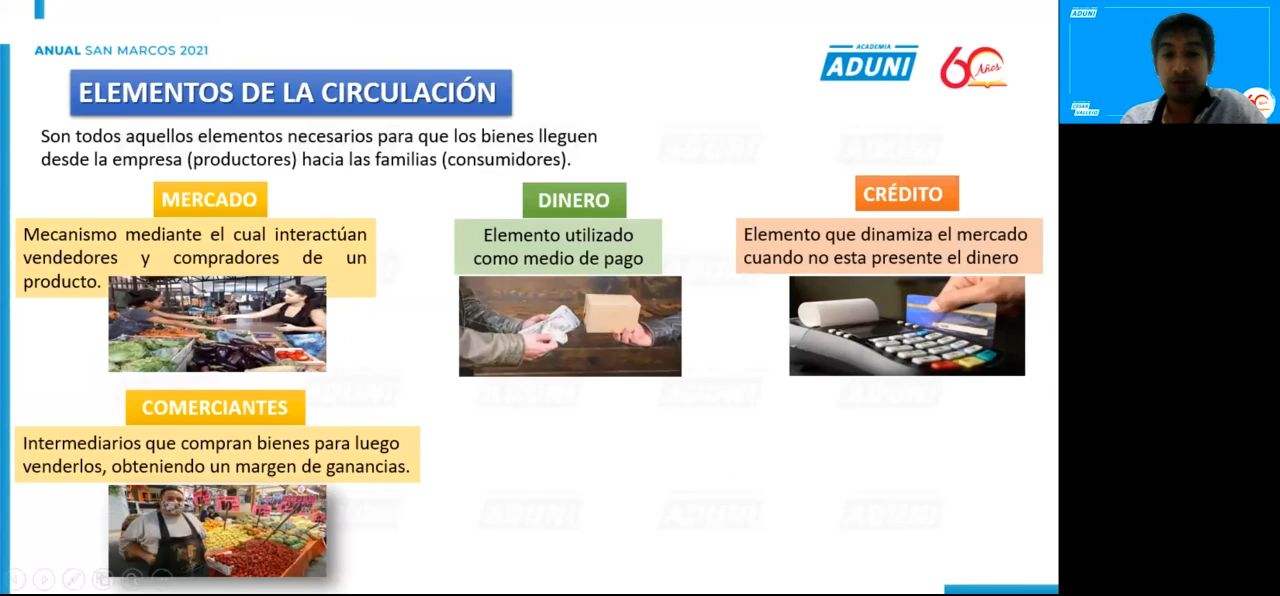 ANUAL SAN MARCOS 2021
ACADEMIA
ADUNI
60 Años
ELEMENTOS DE LA CIRCULACIÓN
Son todos aquellos elementos necesarios para que los bienes lleguen
desde la empresa (productores) hacia las familias (consumidores).
MERCADO
Mecanismo mediante el cual interactúan
vendedores y compradores de un
producto.
DINERO
Elemento utilizado
como medio de pago
CRÉDITO
Elemento que dinamiza el mercado
cuando no esta presente el dinero
COMERCIANTES
Intermediarios que compran bienes para luego
venderlos, obteniendo un margen de ganancias.
ADUNI
CESAR
VALLEJO